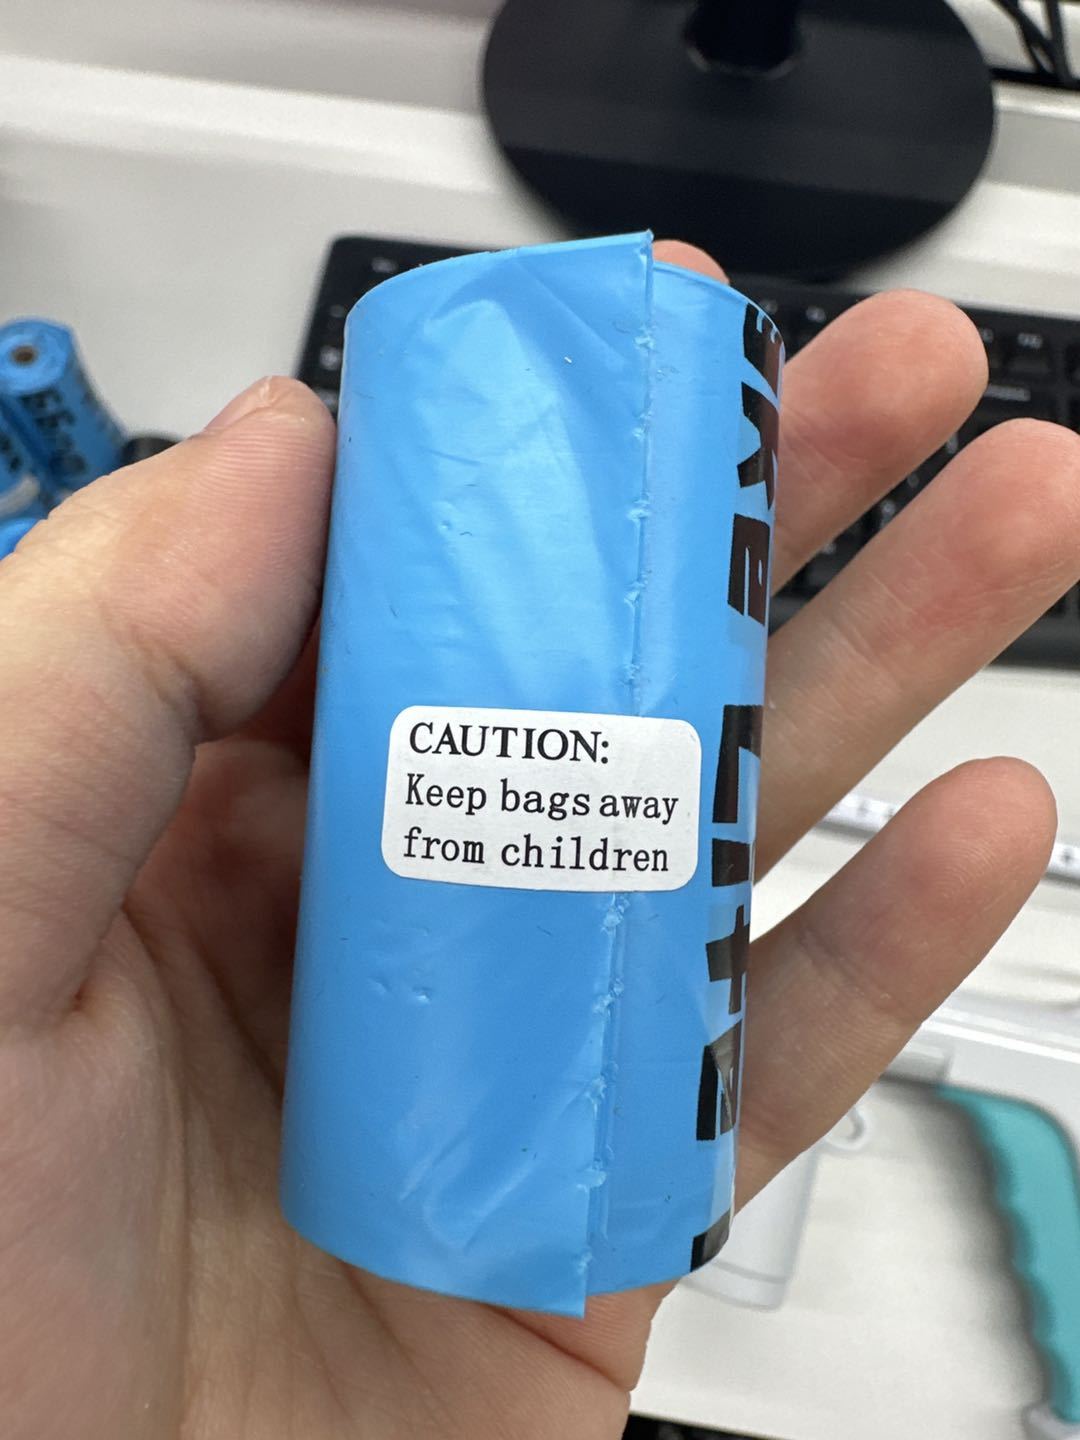 CAUTION:
Keep bags away
from children